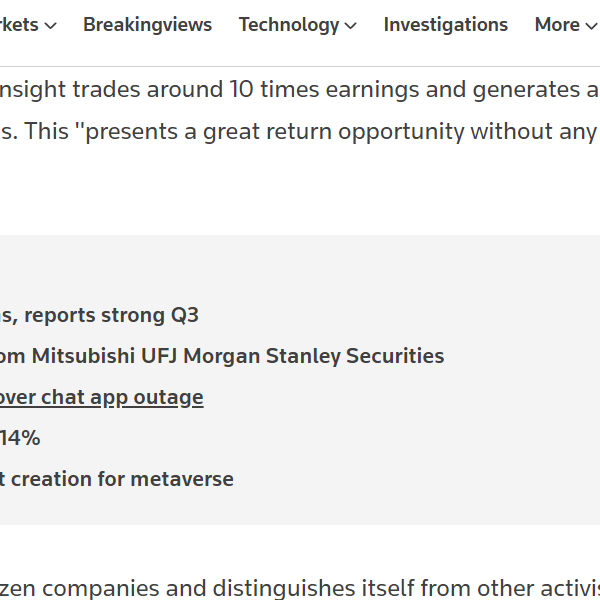 rkets Breakingviews Technology Investigations More
nsight trades around 10 times earnings and generates a
s. This "presents a great return opportunity without any
s, reports strong Q3
om Mitsubishi UFJ Morgan Stanley Securities
over chat app outage
14%
t creation for metaverse
zen companies and distinguishes itself from other activis